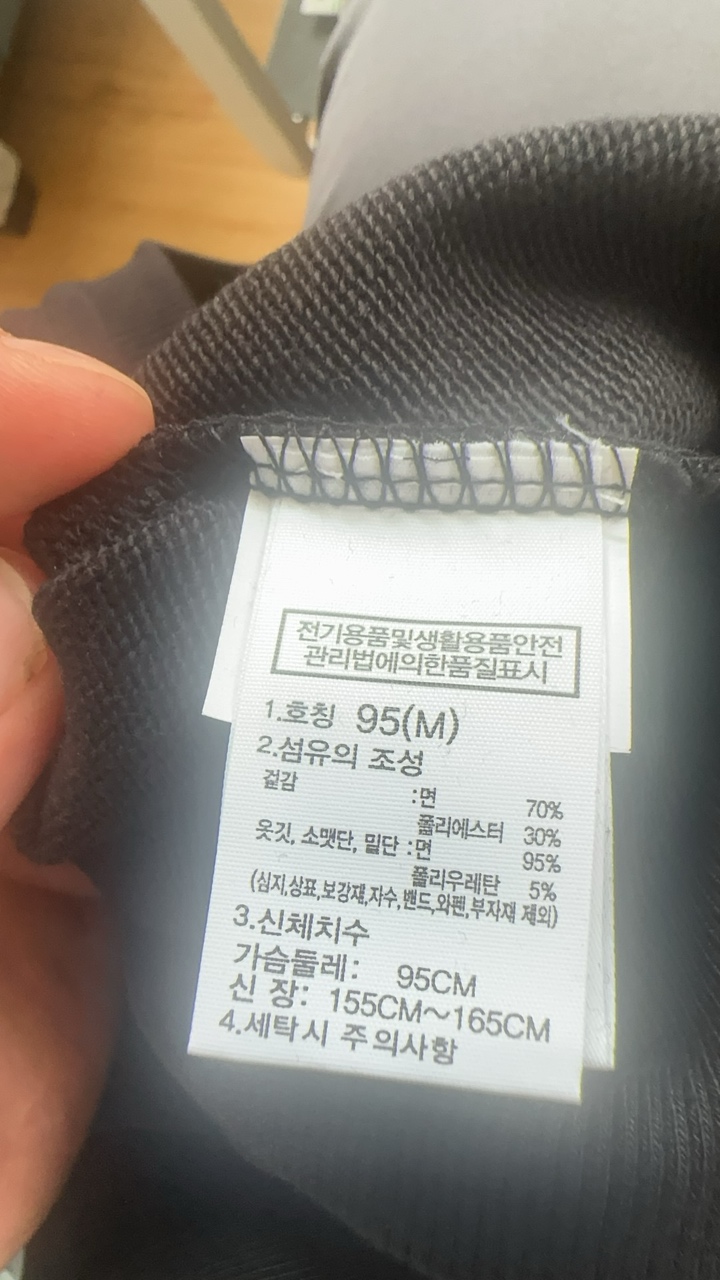 전기용품및생활용품안전
관리법에의한품질표시
1.호칭 95(M)
2.섬유의 조성
겉감 :면 70%
폴리에스터 30%
옷깃, 소맷단, 밑단 :면 95%
폴리우레탄 5%
(심지,상표,보강재,자수,밴드,와펜,부자재 제외)
3.신체치수
가슴둘레: 95CM
신 장: 155CM～165CM
4.세탁시 주의사항